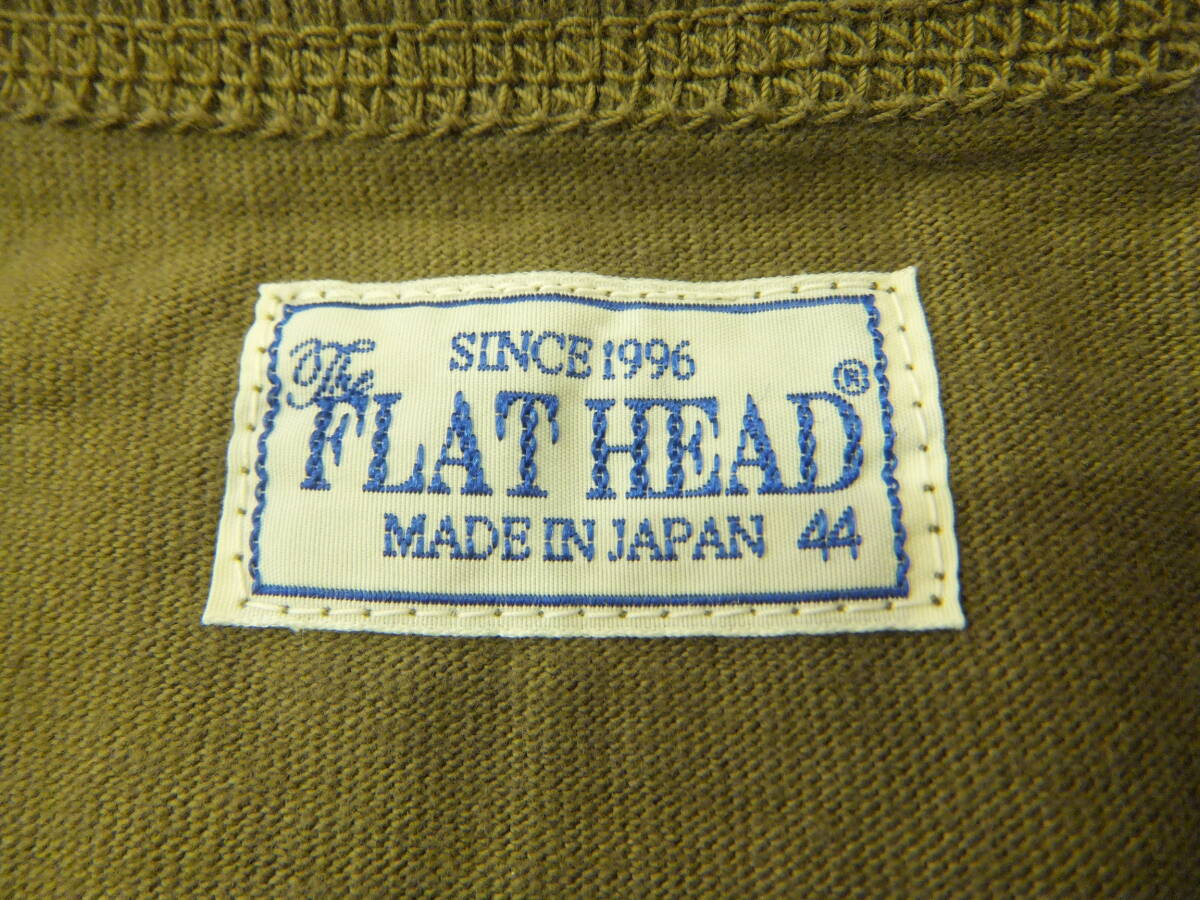 SINCE 1996
The
FLAT HEAD®
MADE IN JAPAN 44